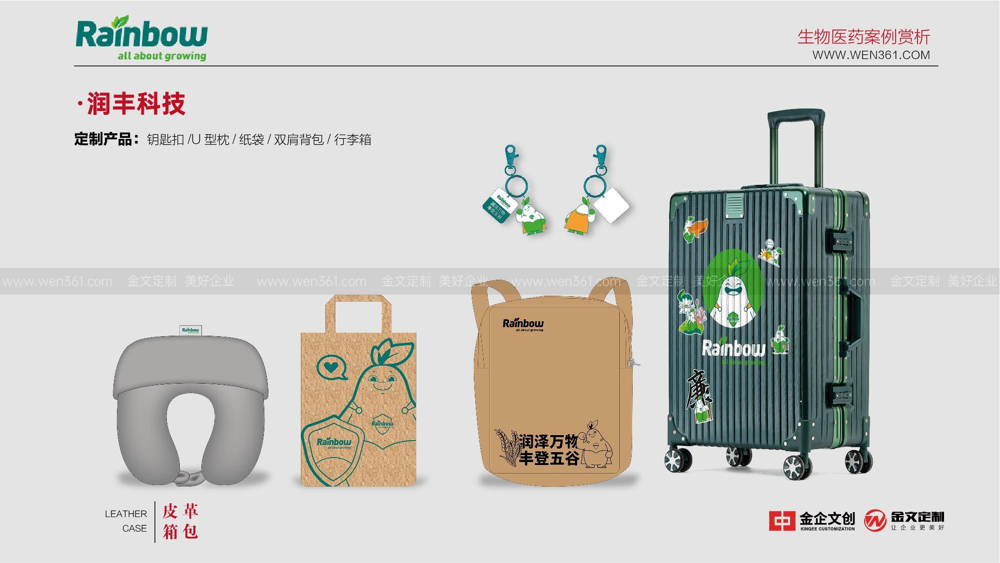 Rainbow
all about growing
生物医药案例赏析
WWW.WEN361.COM
·润丰科技
定制产品：钥匙扣 /U 型枕 / 纸袋 / 双肩背包 / 行李箱
Rainbow
润泽万物
丰登五谷
www.wen361.com 金文定制 美好企业 www.wen361.com 金文定制 美好企业 www.wen361.com 金文定制 美好企业 www.wen361.com 金文定制 美好企业
Rainbow
Rainbow
all about growing
Rainbow
all about growing
Rainbow
all about growing
润泽万物
丰登五谷
Rainbow
Rainbow
all about growing
廉
LEATHER
CASE
皮革
箱包
金企文创
KINQEE CUSTOMIZATION
金文定制
让企业更美好